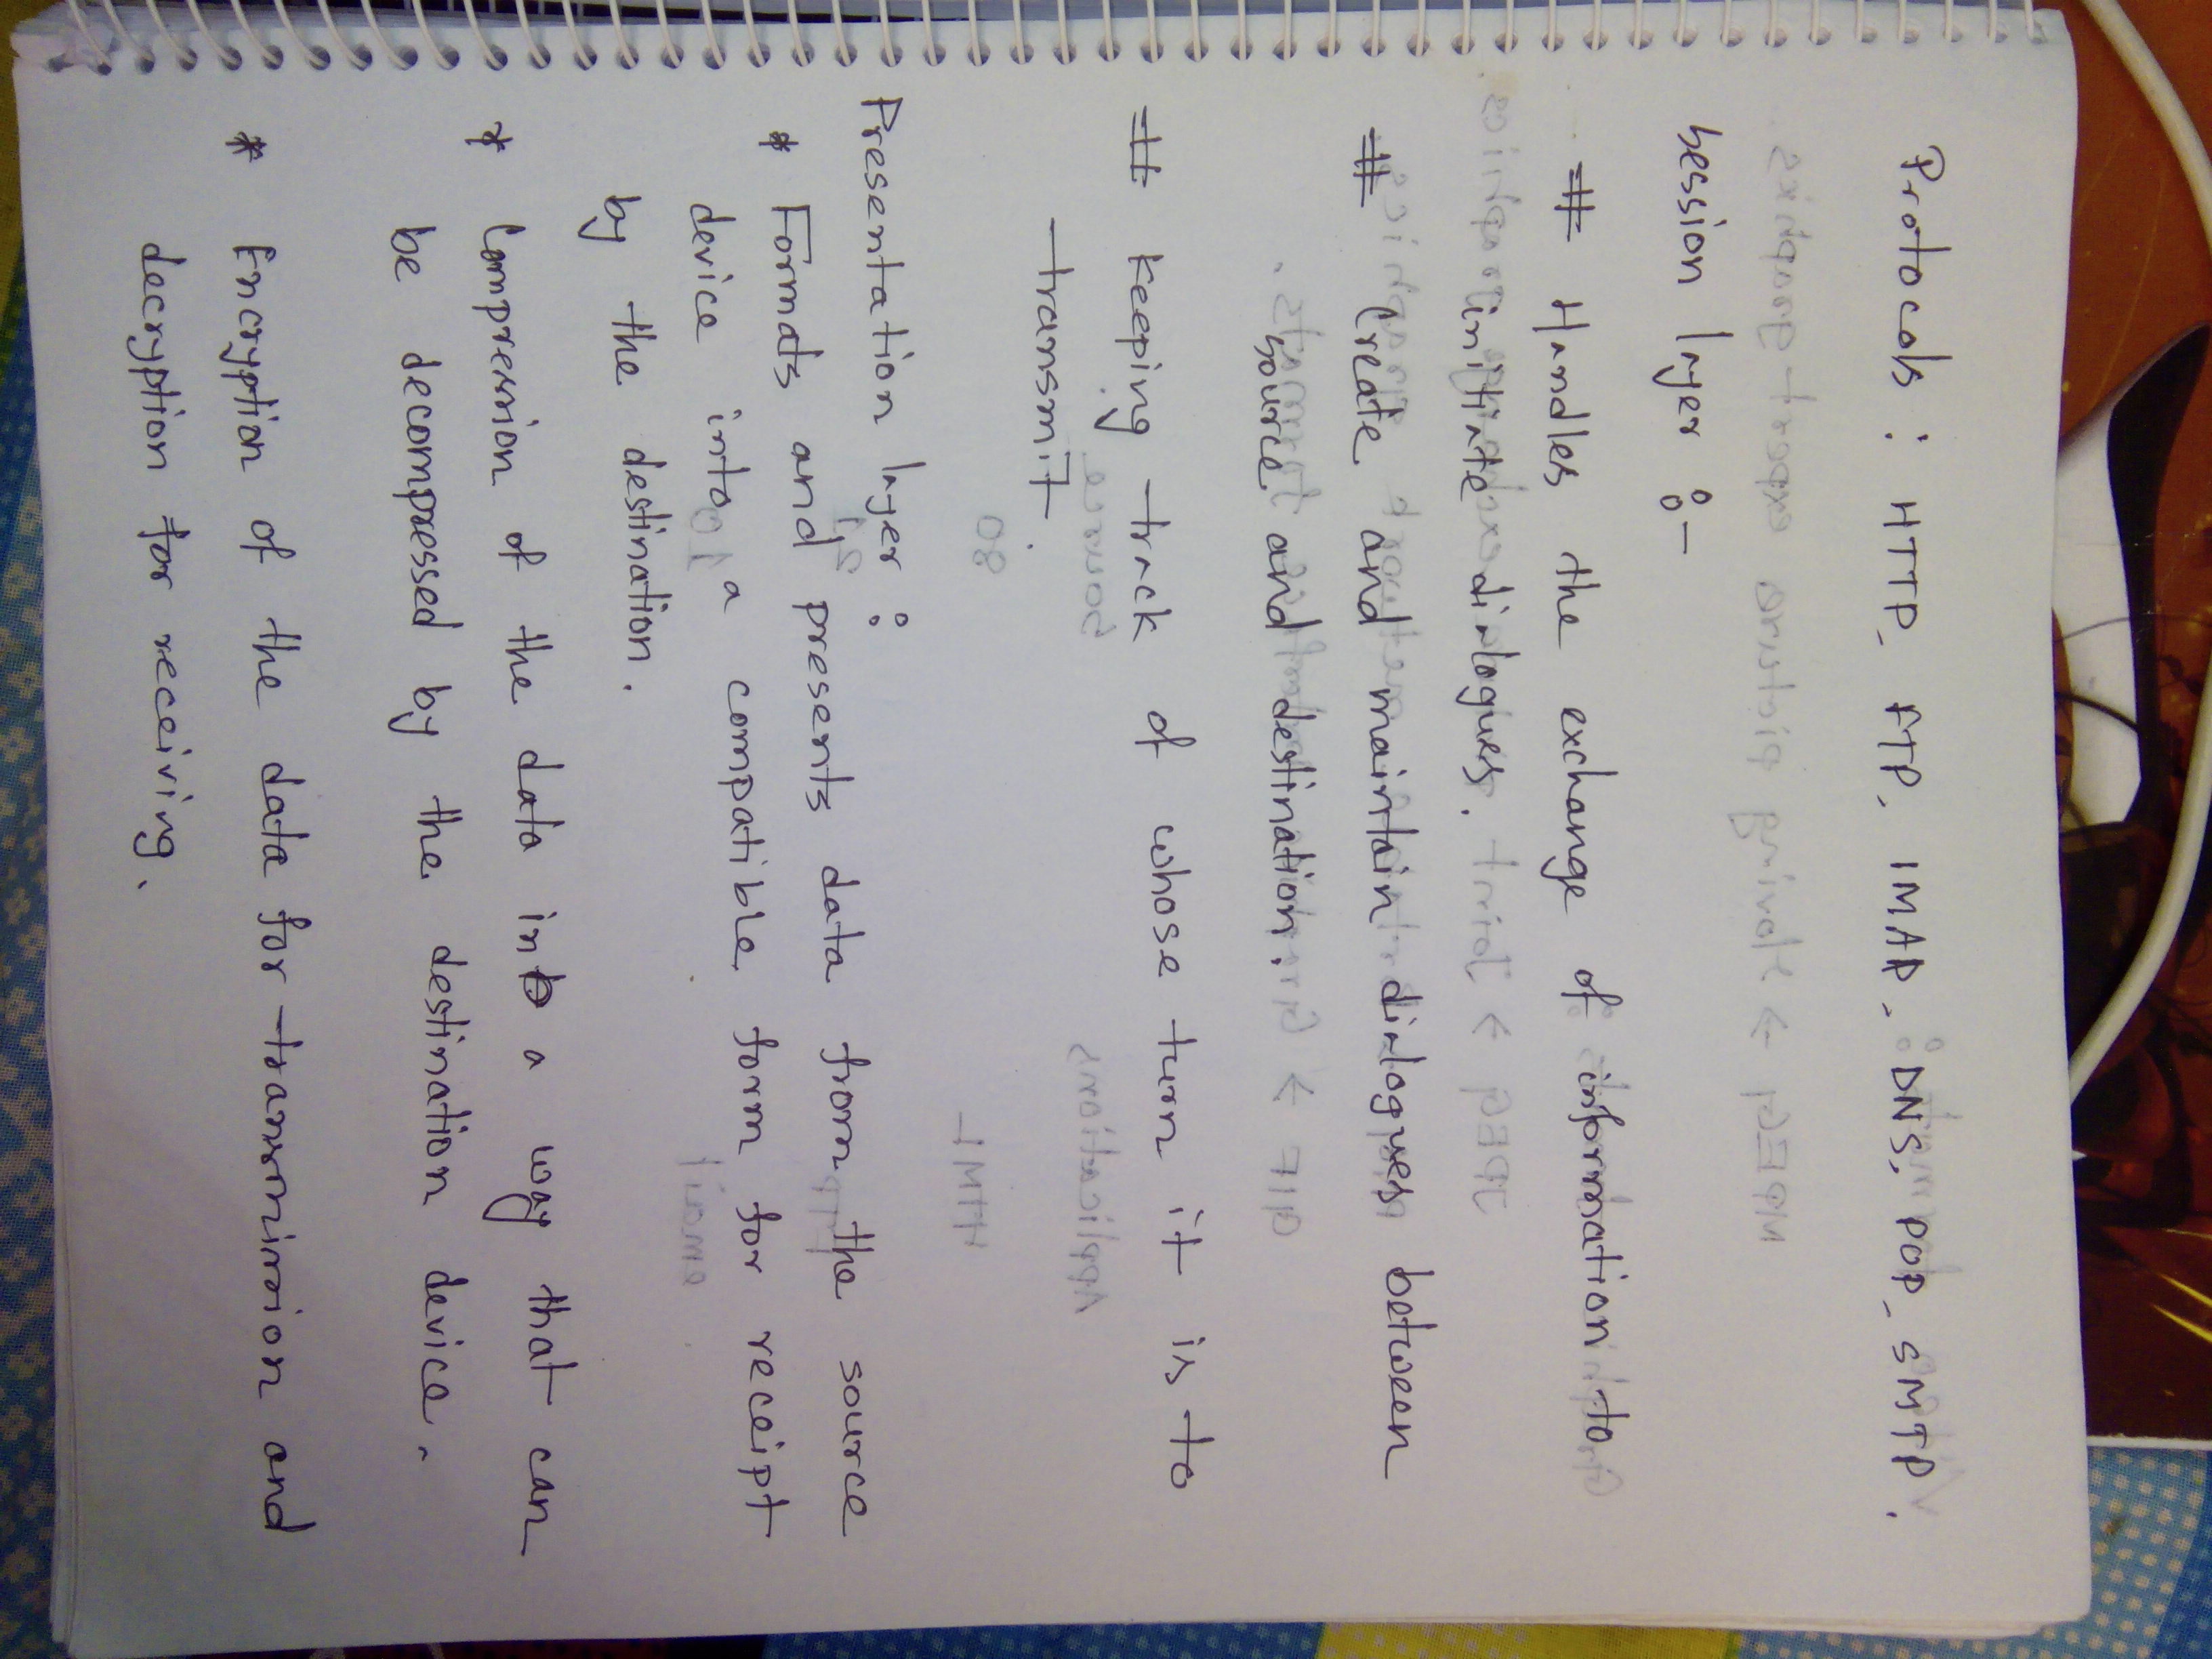 Protocols : HTTP, FTP, IMAP, DNS, POP, SMTP.
Session layer :-
# Handles the exchange of information to
initiate dialogues.
# Create and maintain dialogues between
source and destination.
# Keeping track of whose turn it is to
transmit.
Presentation layer :
* Formats and presents data from the source
device into a compatible form for receipt
by the destination.
* Compression of the data into a way that can
be decompressed by the destination device.
* Encryption of the data for transmission and
decryption for receiving.